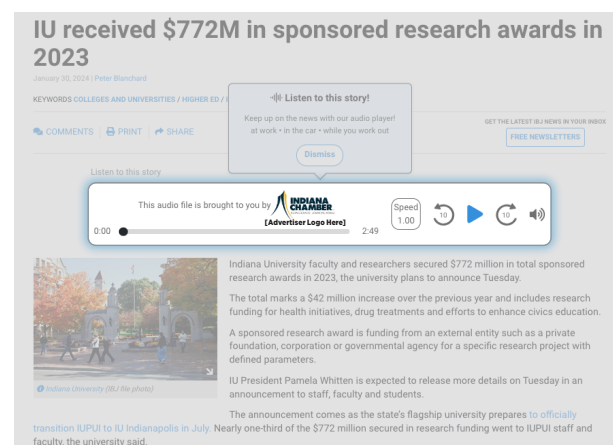 IU received $772M in sponsored research awards in
2023
January 30, 2024 | Peter Blanchard
KEYWORDS COLLEGES AND UNIVERSITIES / HIGHER ED /
Listen to this story!
Keep up on the news with our audio player!
at work • in the car • while you work out
Dismiss
COMMENTS | PRINT | SHARE
GET THE LATEST IBJ NEWS IN YOUR INBOX
FREE NEWSLETTERS
Listen to this story
This audio file is brought to you by
INDIANA
CHAMBER
[Advertiser Logo Here]
0:00
2:49
Speed
1.00
10
10
Indiana University faculty and researchers secured $772 million in total sponsored
research awards in 2023, the university plans to announce Tuesday.
The total marks a $42 million increase over the previous year and includes research
funding for health initiatives, drug treatments and efforts to enhance civics education.
A sponsored research award is funding from an external entity such as a private
foundation, corporation or governmental agency for a specific research project with
defined parameters.
Indiana University (IBJ file photo)
IU President Pamela Whitten is expected to release more details on Tuesday in an
announcement to staff, faculty and students.
The announcement comes as the state's flagship university prepares to officially
transition IUPUI to IU Indianapolis in July. Nearly one-third of the $772 million secured in research funding went to IUPUI staff and
faculty, the university said.